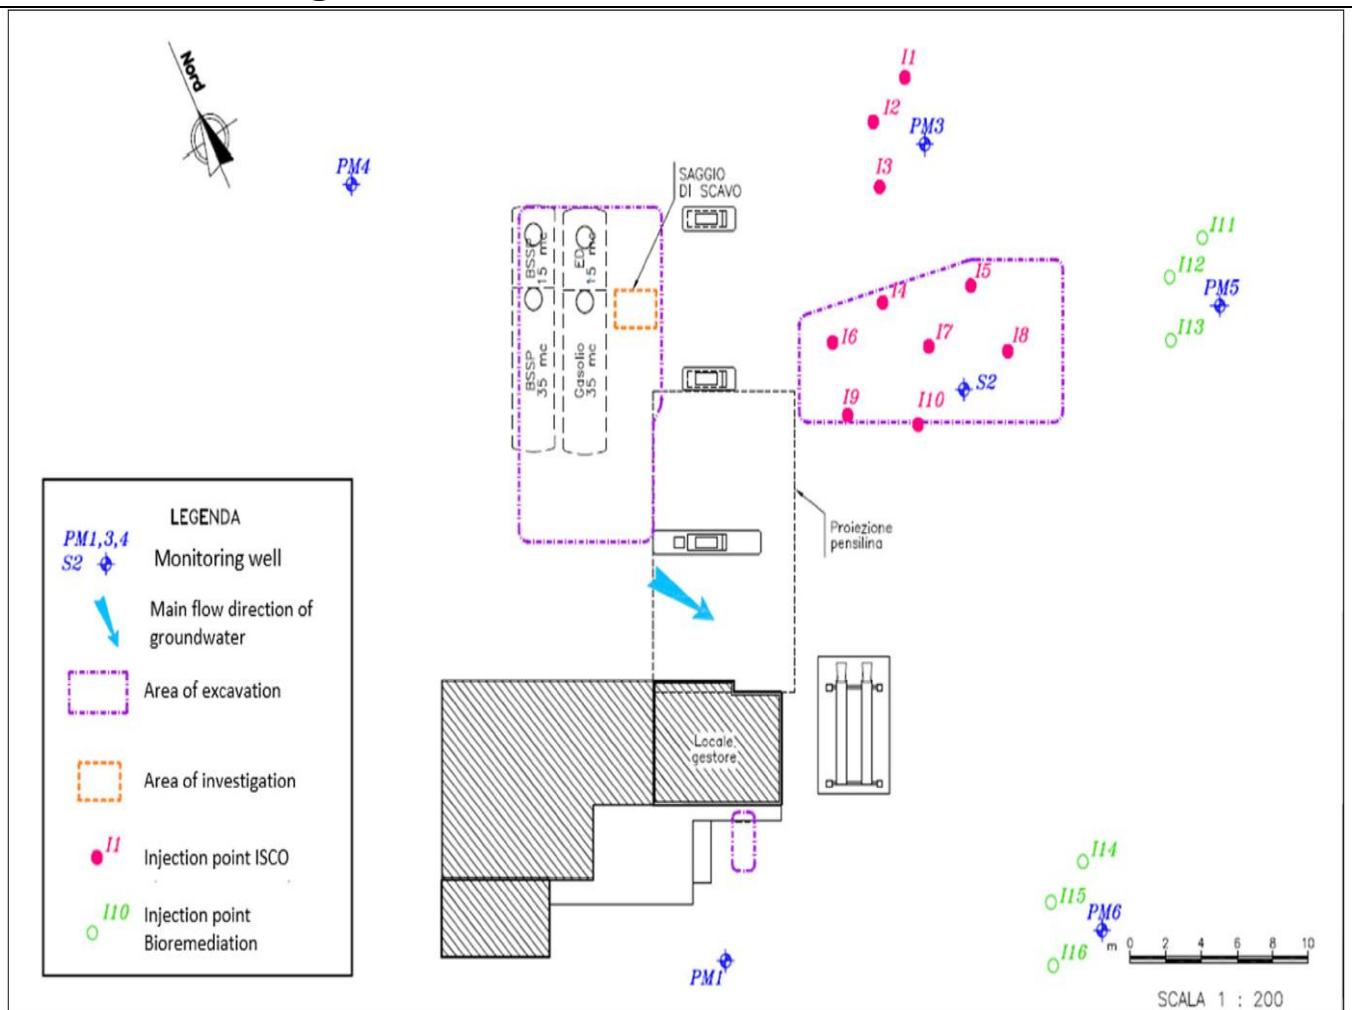 Nord
I1
I2
PM3
I3
PM4
SAGGIO
DI SCAVO
I11
I12
PM5
I13
BSSP
15 mc
ED
15 mc
I5
I4
I6
I7
I8
BSSP
35 mc
Gasolio
35 mc
S2
I9
I10
Proiezione
pensilina
LEGENDA
PM1,3,4
S2
Monitoring well
Main flow direction of
groundwater
Area of excavation
Area of investigation
I1
Injection point ISCO
I10
Injection point
Bioremediation
Locale
gestore
I14
I15
PM6
I16
PM1
m 0 2 4 6 8 10
SCALA 1 : 200